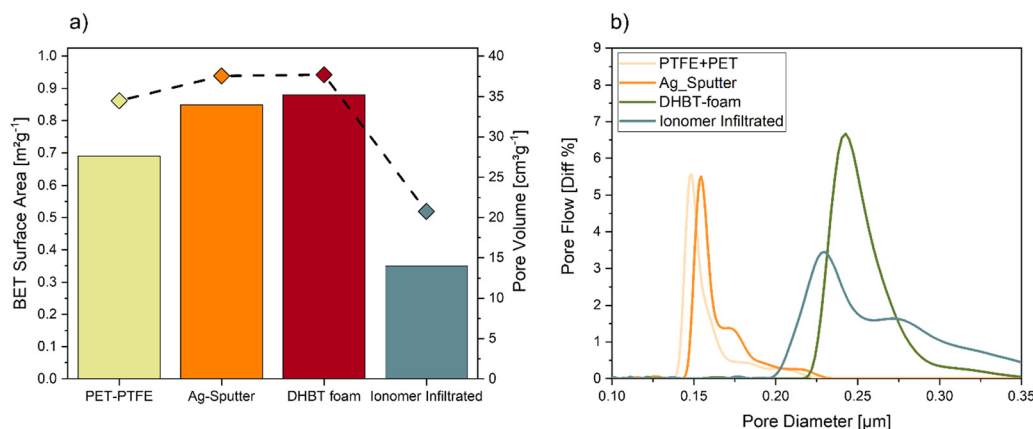 a)
BET Surface Area [m²g⁻¹]
1.0
0.9
0.8
0.7
0.6
0.5
0.4
0.3
0.2
0.1
0.0
PET-PTFE
Ag-Sputter
DHBT foam
Ionomer Infiltrated
40
35
30
25
20
15
10
5
0
Pore Volume [cm³g⁻¹]
b)
Pore Flow [Diff %]
9
8
7
6
5
4
3
2
1
0
PTFE+PET
Ag_Sputter
DHBT-foam
Ionomer Infiltrated
0.10
0.15
0.20
0.25
0.30
0.35
Pore Diameter [µm]